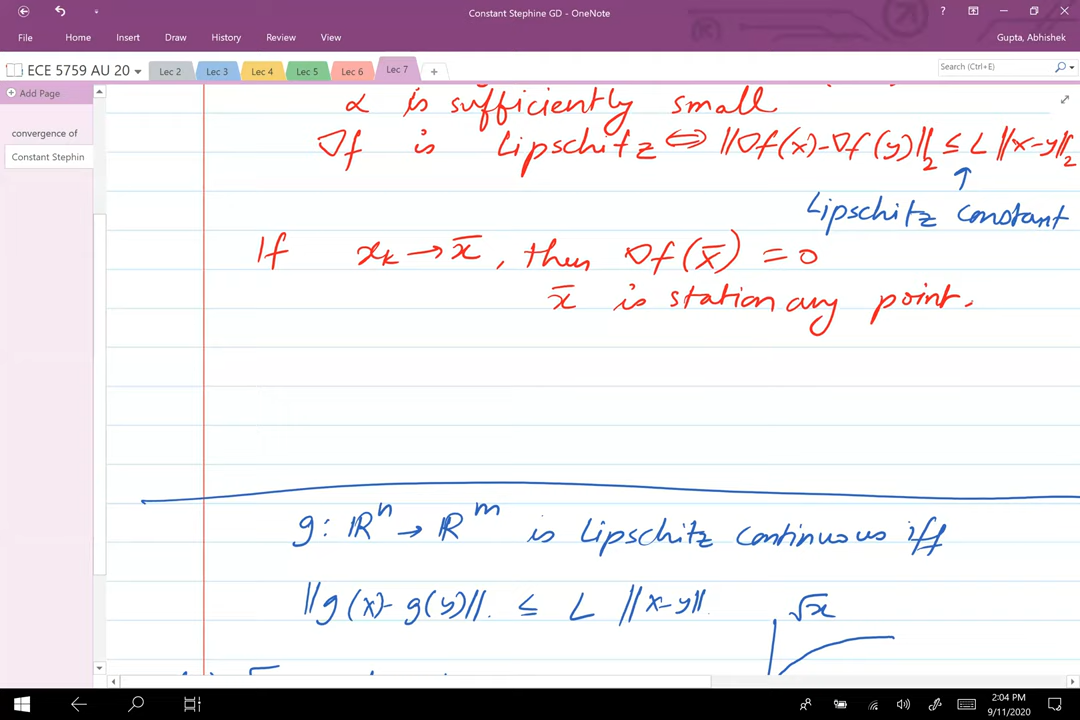 Constant Stephine GD - OneNote
Gupta, Abhishek
File Home Insert Draw History Review View
ECE 5759 AU 20 Lec 2 Lec 3 Lec 4 Lec 5 Lec 6 Lec 7
Search (Ctrl+E)
Add Page
convergence of
Constant Stephin
α is sufficiently small
∇f is Lipschitz ⇔ ||∇f(x)-∇f(y)||₂ ≤ L ||x-y||₂
↑
Lipschitz constant
If xₖ → x̄, then ∇f(x̄) = 0
x̄ is stationary point.
g: ℝⁿ → ℝᵐ is Lipschitz continuous iff
||g(x)- g(y)||. ≤ L ||x-y||.
√x
2:04 PM
9/11/2020